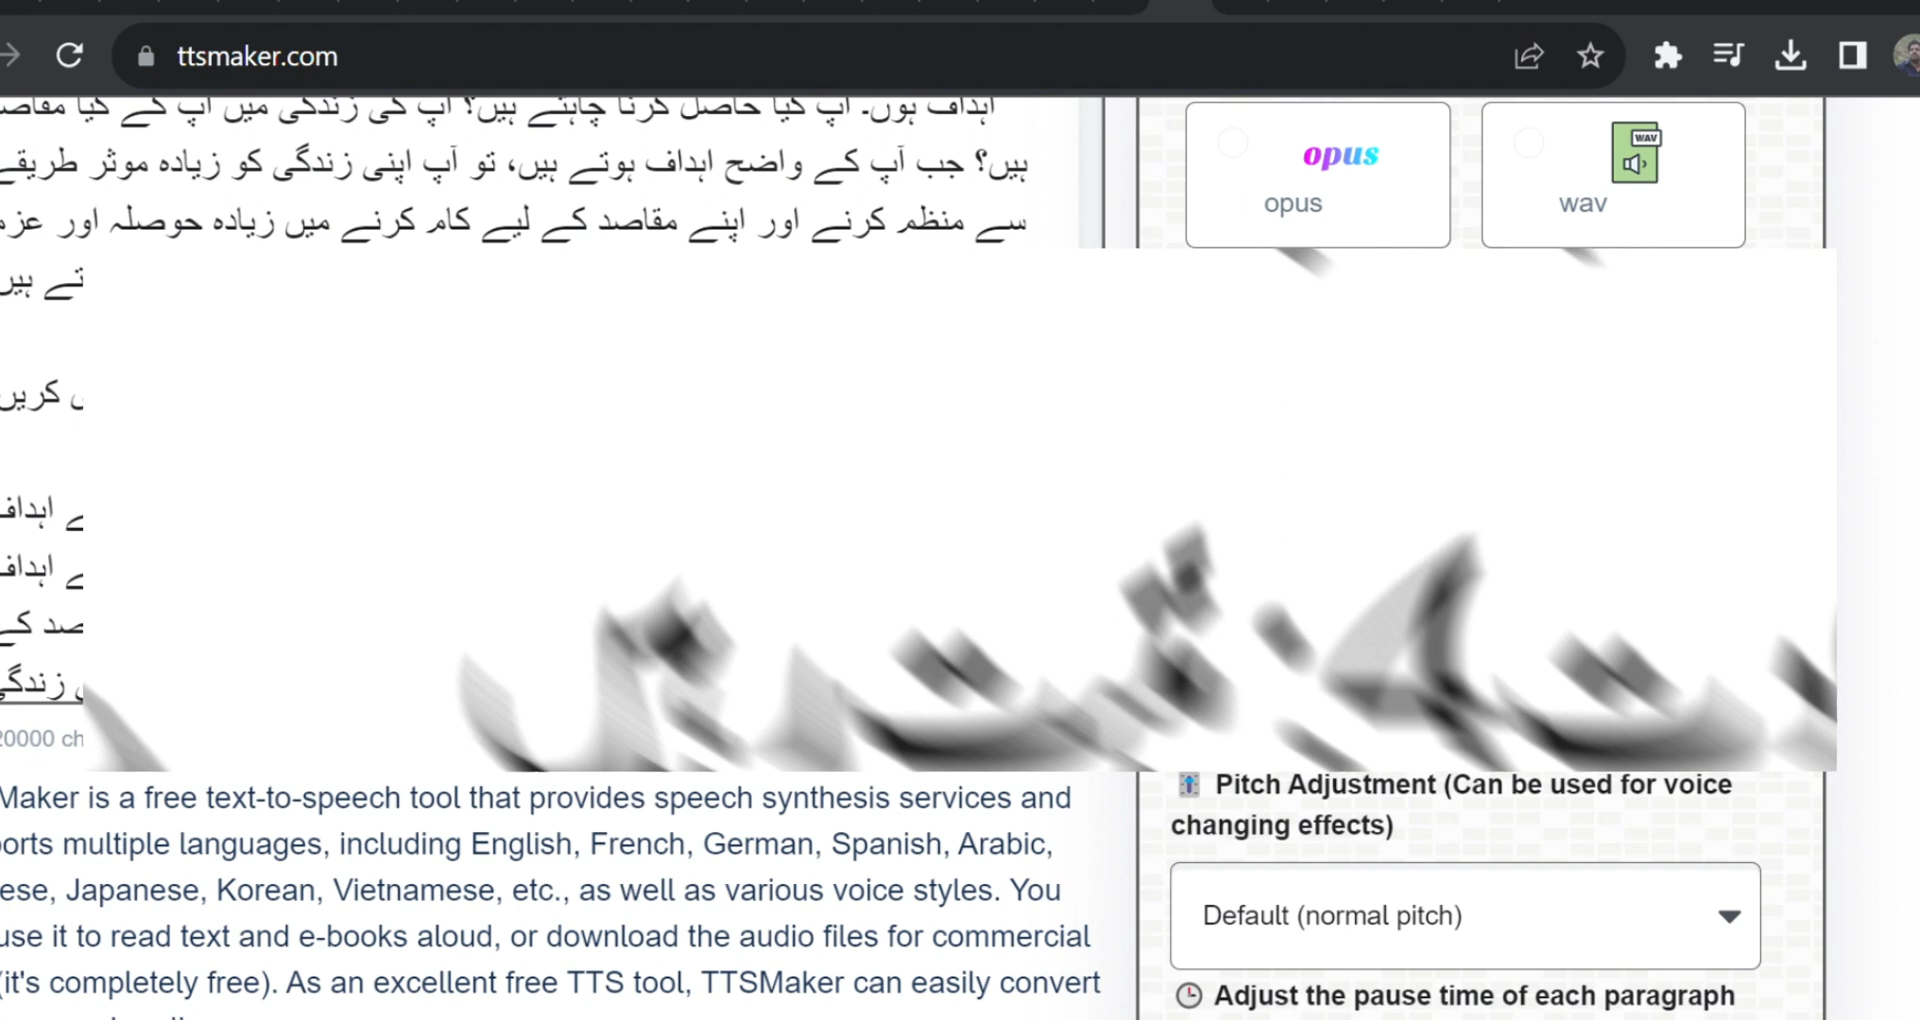 ttsmaker.com
اہداف ہوں۔ آپ کیا حاصل کرنا چاہتے ہیں؟ آپ کی زندگی میں آپ کے کیا مقاصد
ہیں؟ جب آپ کے واضح اہداف ہوتے ہیں، تو آپ اپنی زندگی کو زیادہ موثر طریقے
سے منظم کرنے اور اپنے مقاصد کے لیے کام کرنے میں زیادہ حوصلہ اور عزم
تے ہیں
کریں
اہداف
اہداف
صد کے
زندگی
20000 ch
Maker is a free text-to-speech tool that provides speech synthesis services and
orts multiple languages, including English, French, German, Spanish, Arabic,
ese, Japanese, Korean, Vietnamese, etc., as well as various voice styles. You
use it to read text and e-books aloud, or download the audio files for commercial
(it's completely free). As an excellent free TTS tool, TTSMaker can easily convert
opus
opus
WAV
wav
Pitch Adjustment (Can be used for voice
changing effects)
Default (normal pitch)
Adjust the pause time of each paragraph